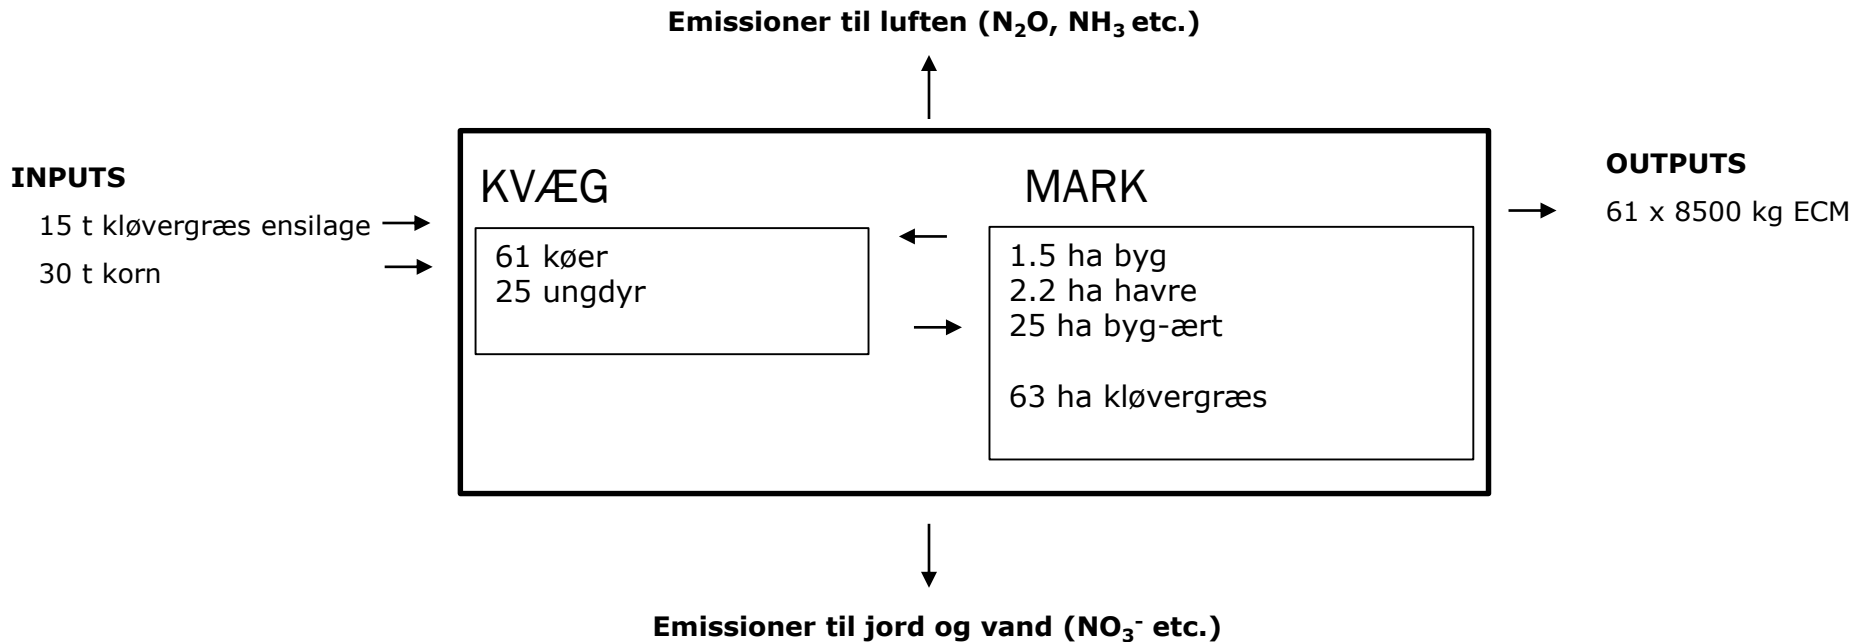 Emissioner til luften (N₂O, NH₃ etc.)
INPUTS
15 t kløvergræs ensilage
30 t korn
KVÆG
61 køer
25 ungdyr
MARK
1.5 ha byg
2.2 ha havre
25 ha byg-ært
63 ha kløvergræs
OUTPUTS
61 x 8500 kg ECM
Emissioner til jord og vand (NO₃⁻ etc.)